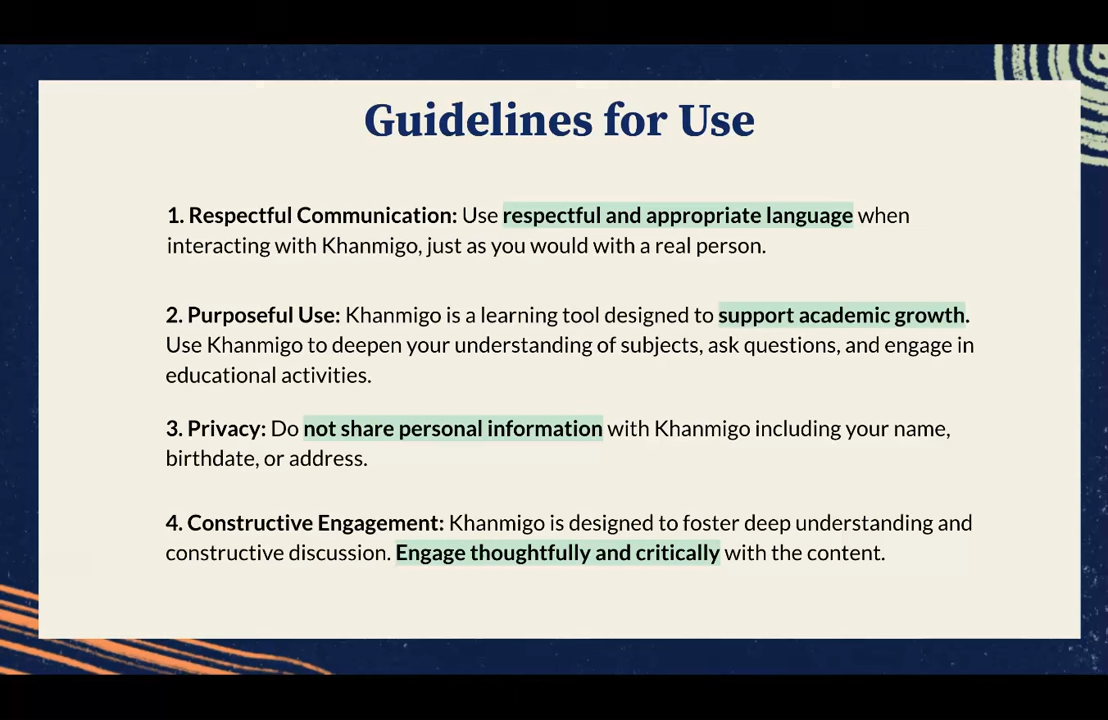 Guidelines for Use
1. Respectful Communication: Use respectful and appropriate language when
interacting with Khanmigo, just as you would with a real person.
2. Purposeful Use: Khanmigo is a learning tool designed to support academic growth.
Use Khanmigo to deepen your understanding of subjects, ask questions, and engage in
educational activities.
3. Privacy: Do not share personal information with Khanmigo including your name,
birthdate, or address.
4. Constructive Engagement: Khanmigo is designed to foster deep understanding and
constructive discussion. Engage thoughtfully and critically with the content.